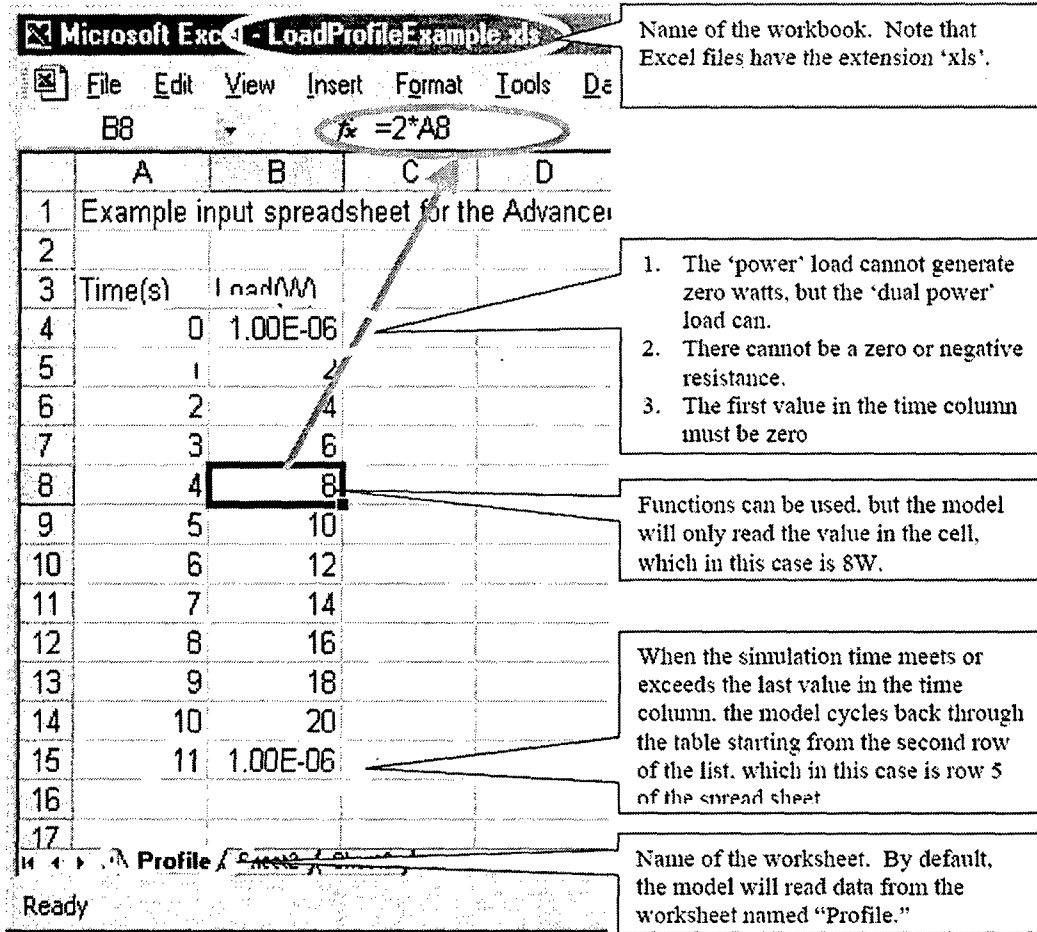 Microsoft Excel - LoadProfileExample.xls
File Edit View Insert Format Tools Da
B8 fx =2*A8
A B C D
1 Example input spreadsheet for the Advance
2
3 Time(s) Load(W)
4 0 1.00E-06
5 1 2
6 2 4
7 3 6
8 4 8
9 5 10
10 6 12
11 7 14
12 8 16
13 9 18
14 10 20
15 11 1.00E-06
16
17
Profile Sheet2
Ready
Name of the workbook. Note that
Excel files have the extension ‘xls’.
1. The ‘power’ load cannot generate
zero watts, but the ‘dual power’
load can.
2. There cannot be a zero or negative
resistance.
3. The first value in the time column
must be zero
Functions can be used. but the model
will only read the value in the cell,
which in this case is 8W.
When the simulation time meets or
exceeds the last value in the time
column. the model cycles back through
the table starting from the second row
of the list. which in this case is row 5
of the spread sheet
Name of the worksheet. By default,
the model will read data from the
worksheet named “Profile.”